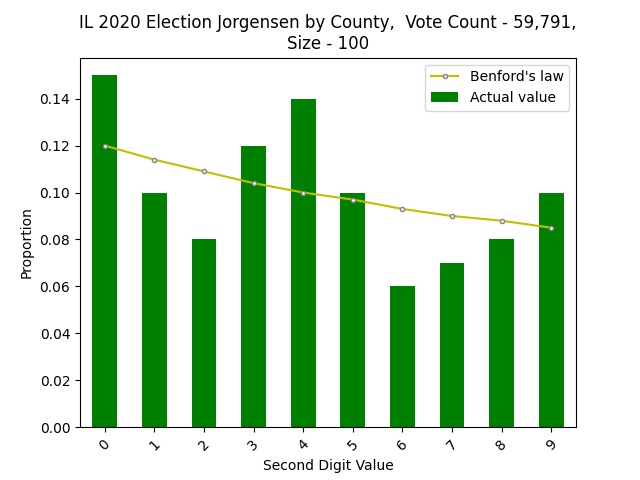 IL 2020 Election Jorgensen by County,  Vote Count - 59,791,
Size - 100
Benford's law
Actual value
Proportion
0.14
0.12
0.10
0.08
0.06
0.04
0.02
0.00
0 1 2 3 4 5 6 7 8 9
Second Digit Value